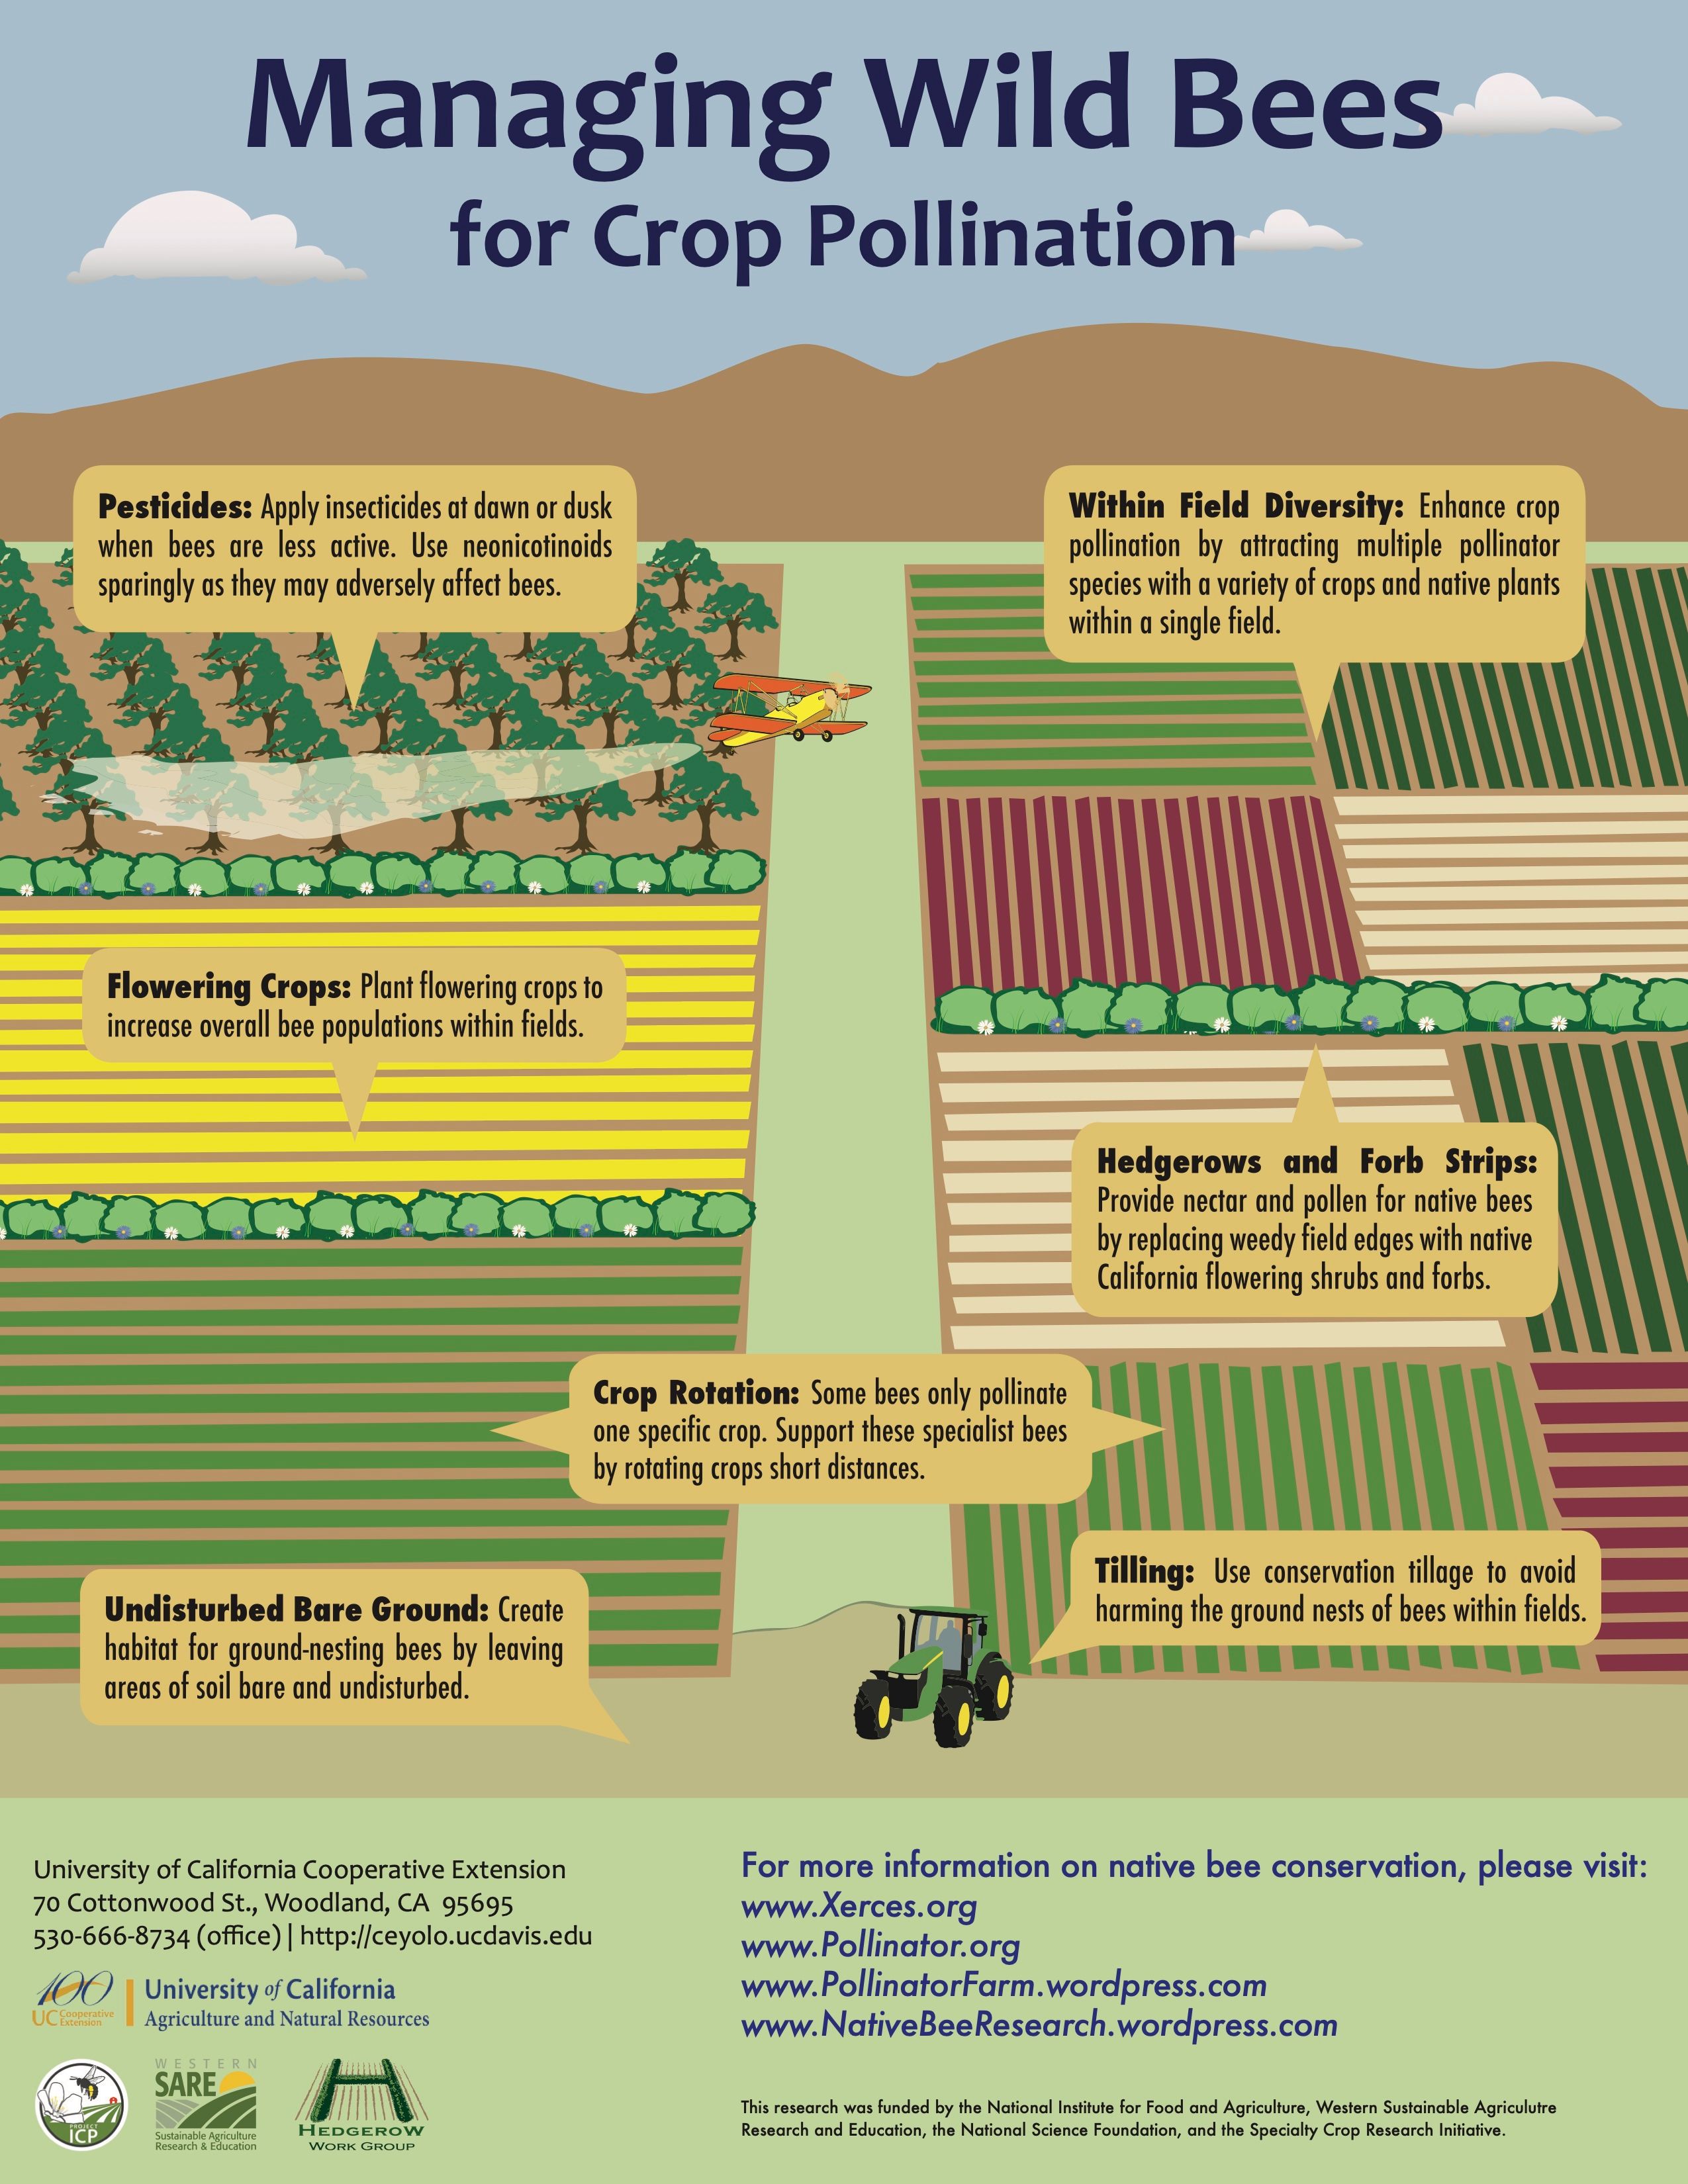 Managing Wild Bees
for Crop Pollination
Pesticides: Apply insecticides at dawn or dusk
when bees are less active. Use neonicotinoids
sparingly as they may adversely affect bees.
Within Field Diversity: Enhance crop
pollination by attracting multiple pollinator
species with a variety of crops and native plants
within a single field.
Flowering Crops: Plant flowering crops to
increase overall bee populations within fields.
Hedgerows and Forb Strips:
Provide nectar and pollen for native bees
by replacing weedy field edges with native
California flowering shrubs and forbs.
Crop Rotation: Some bees only pollinate
one specific crop. Support these specialist bees
by rotating crops short distances.
Tilling: Use conservation tillage to avoid
harming the ground nests of bees within fields.
Undisturbed Bare Ground: Create
habitat for ground-nesting bees by leaving
areas of soil bare and undisturbed.
University of California Cooperative Extension
70 Cottonwood St., Woodland, CA 95695
530-666-8734 (office) | http://ceyolo.ucdavis.edu
100
UC Cooperative
Extension
University of California
Agriculture and Natural Resources
PROJECT
ICP
WESTERN
SARE
Sustainable Agriculture
Research & Education
HEDGEROW
WORK GROUP
For more information on native bee conservation, please visit:
www.Xerces.org
www.Pollinator.org
www.PollinatorFarm.wordpress.com
www.NativeBeeResearch.wordpress.com
This research was funded by the National Institute for Food and Agriculture, Western Sustainable Agriculutre
Research and Education, the National Science Foundation, and the Specialty Crop Research Initiative.